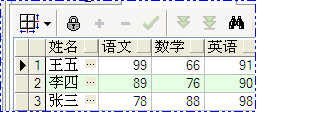 姓名 语文 数学 英语
1 王五 99 66 91
2 李四 89 76 90
3 张三 78 88 98